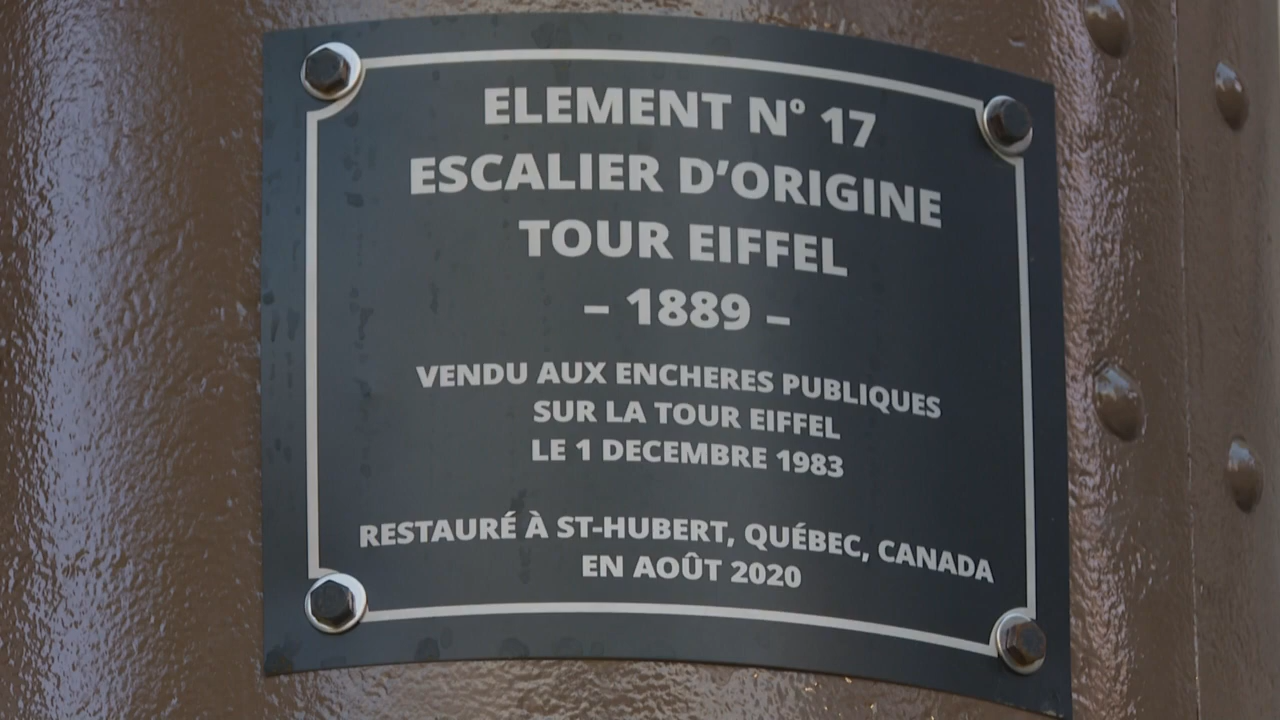 ELEMENT Nº 17
ESCALIER D'ORIGINE
TOUR EIFFEL
– 1889 –
VENDU AUX ENCHERES PUBLIQUES
SUR LA TOUR EIFFEL
LE 1 DECEMBRE 1983
RESTAURÉ À ST-HUBERT, QUÉBEC, CANADA
EN AOÛT 2020